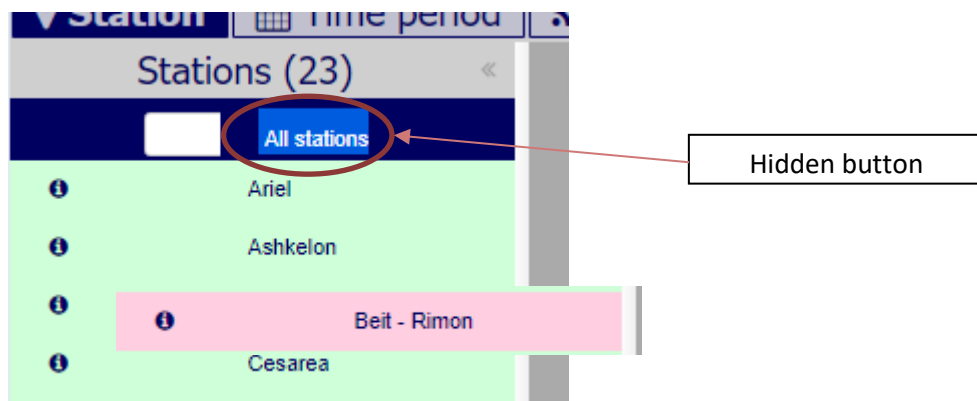 Station Time period
Stations (23) «
All stations
Hidden button
Ariel
Ashkelon
Beit - Rimon
Cesarea